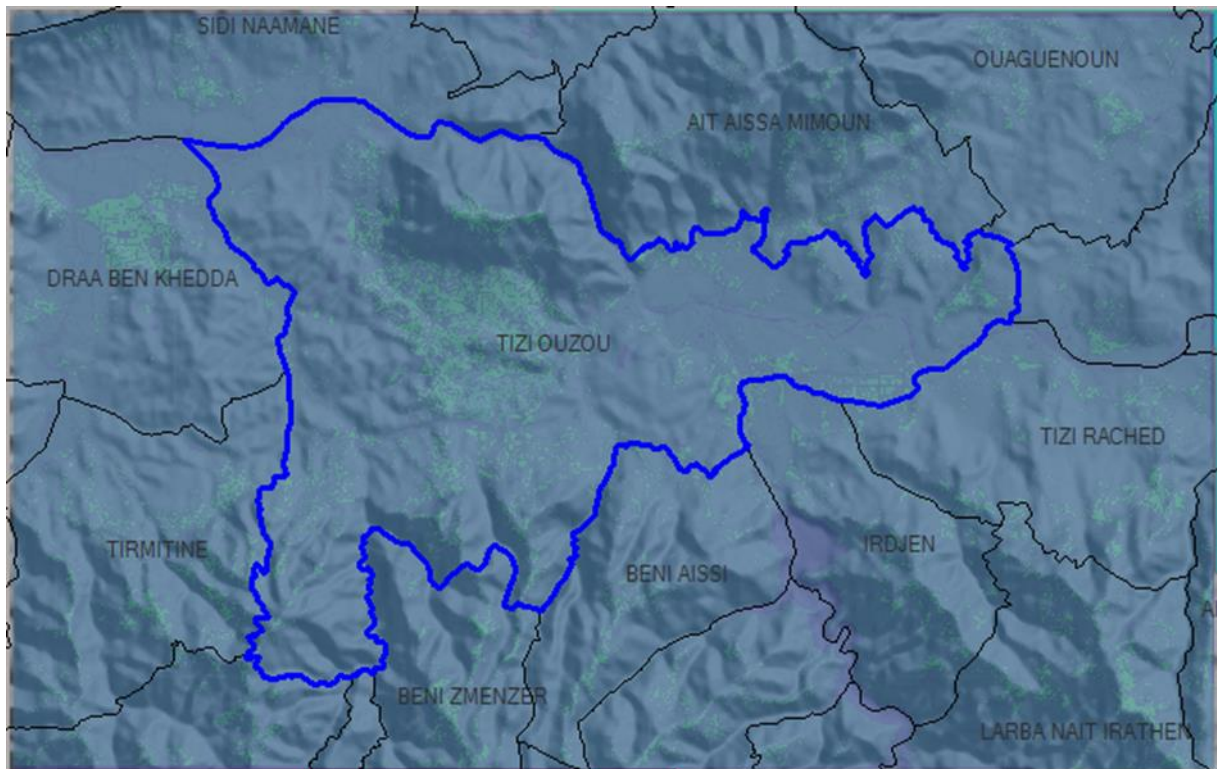 SIDI NAAMANE
OUAGUENOUN
AIT AISSA MIMOUN
DRAA BEN KHEDDA
TIZI OUZOU
TIZI RACHED
TIRMITINE
IRDJEN
BENI AISSI
BENI ZMENZER
LARBA NAIT IRATHEN